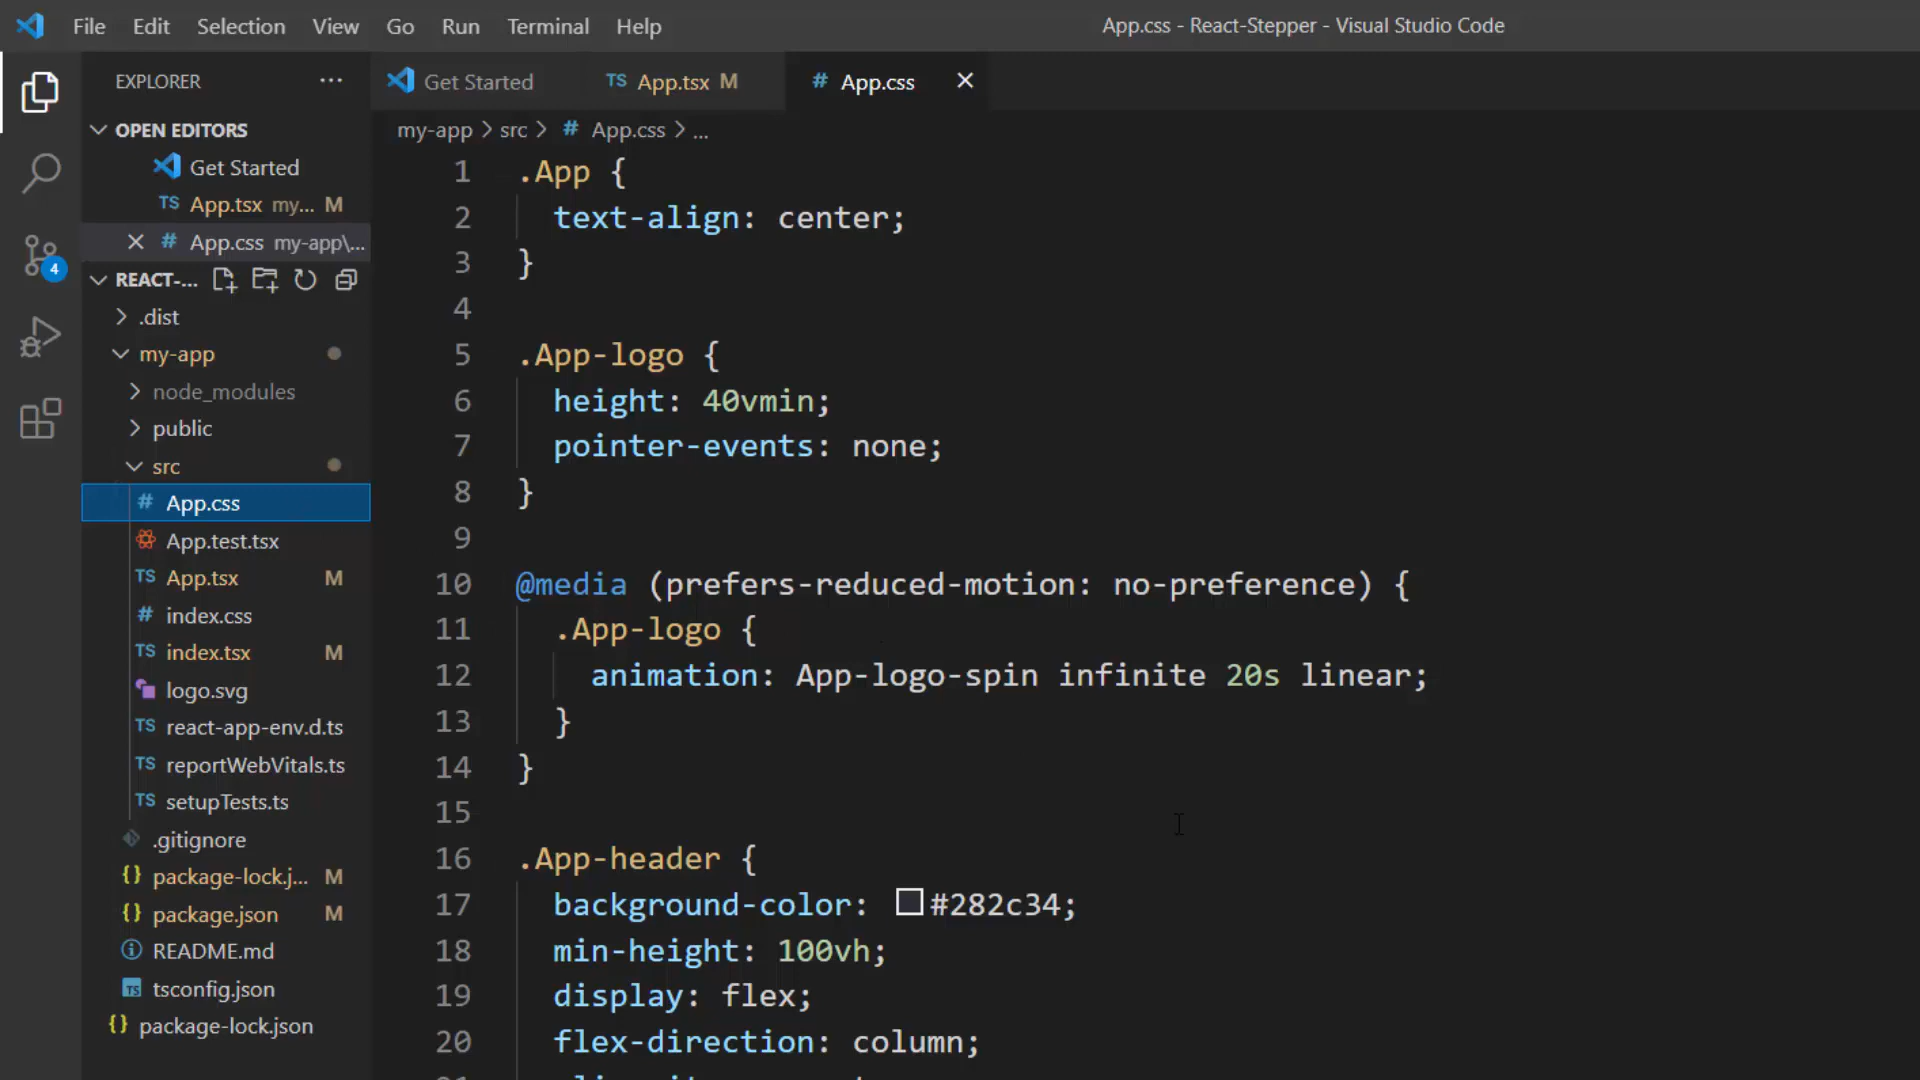 File Edit Selection View Go Run Terminal Help App.css - React-Stepper - Visual Studio Code
EXPLORER ...
OPEN EDITORS
Get Started
TS App.tsx my... M
# App.css my-app\...
REACT-...
.dist
my-app
node_modules
public
src
# App.css
App.test.tsx
TS App.tsx M
# index.css
TS index.tsx M
logo.svg
TS react-app-env.d.ts
TS reportWebVitals.ts
TS setupTests.ts
.gitignore
{} package-lock.j... M
{} package.json M
README.md
TS tsconfig.json
{} package-lock.json
4
Get Started TS App.tsx M # App.css
my-app > src > # App.css > ...
1 .App {
2 text-align: center;
3 }
4
5 .App-logo {
6 height: 40vmin;
7 pointer-events: none;
8 }
9
10 @media (prefers-reduced-motion: no-preference) {
11 .App-logo {
12 animation: App-logo-spin infinite 20s linear;
13 }
14 }
15
16 .App-header {
17 background-color: #282c34;
18 min-height: 100vh;
19 display: flex;
20 flex-direction: column;